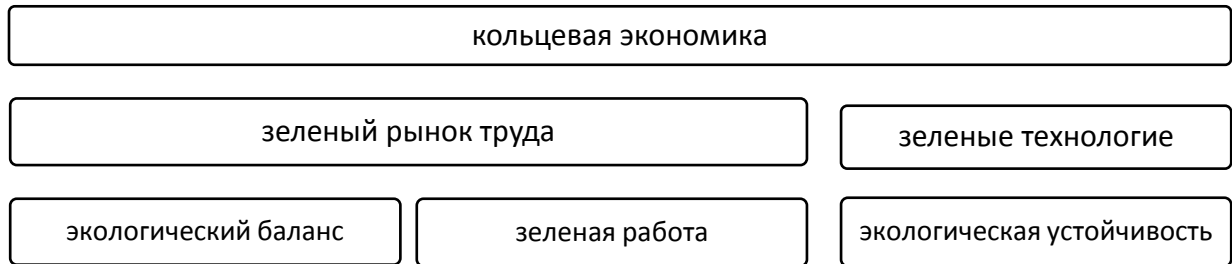 кольцевая экономика
зеленый рынок труда
зеленые технологие
экологический баланс
зеленая работа
экологическая устойчивость